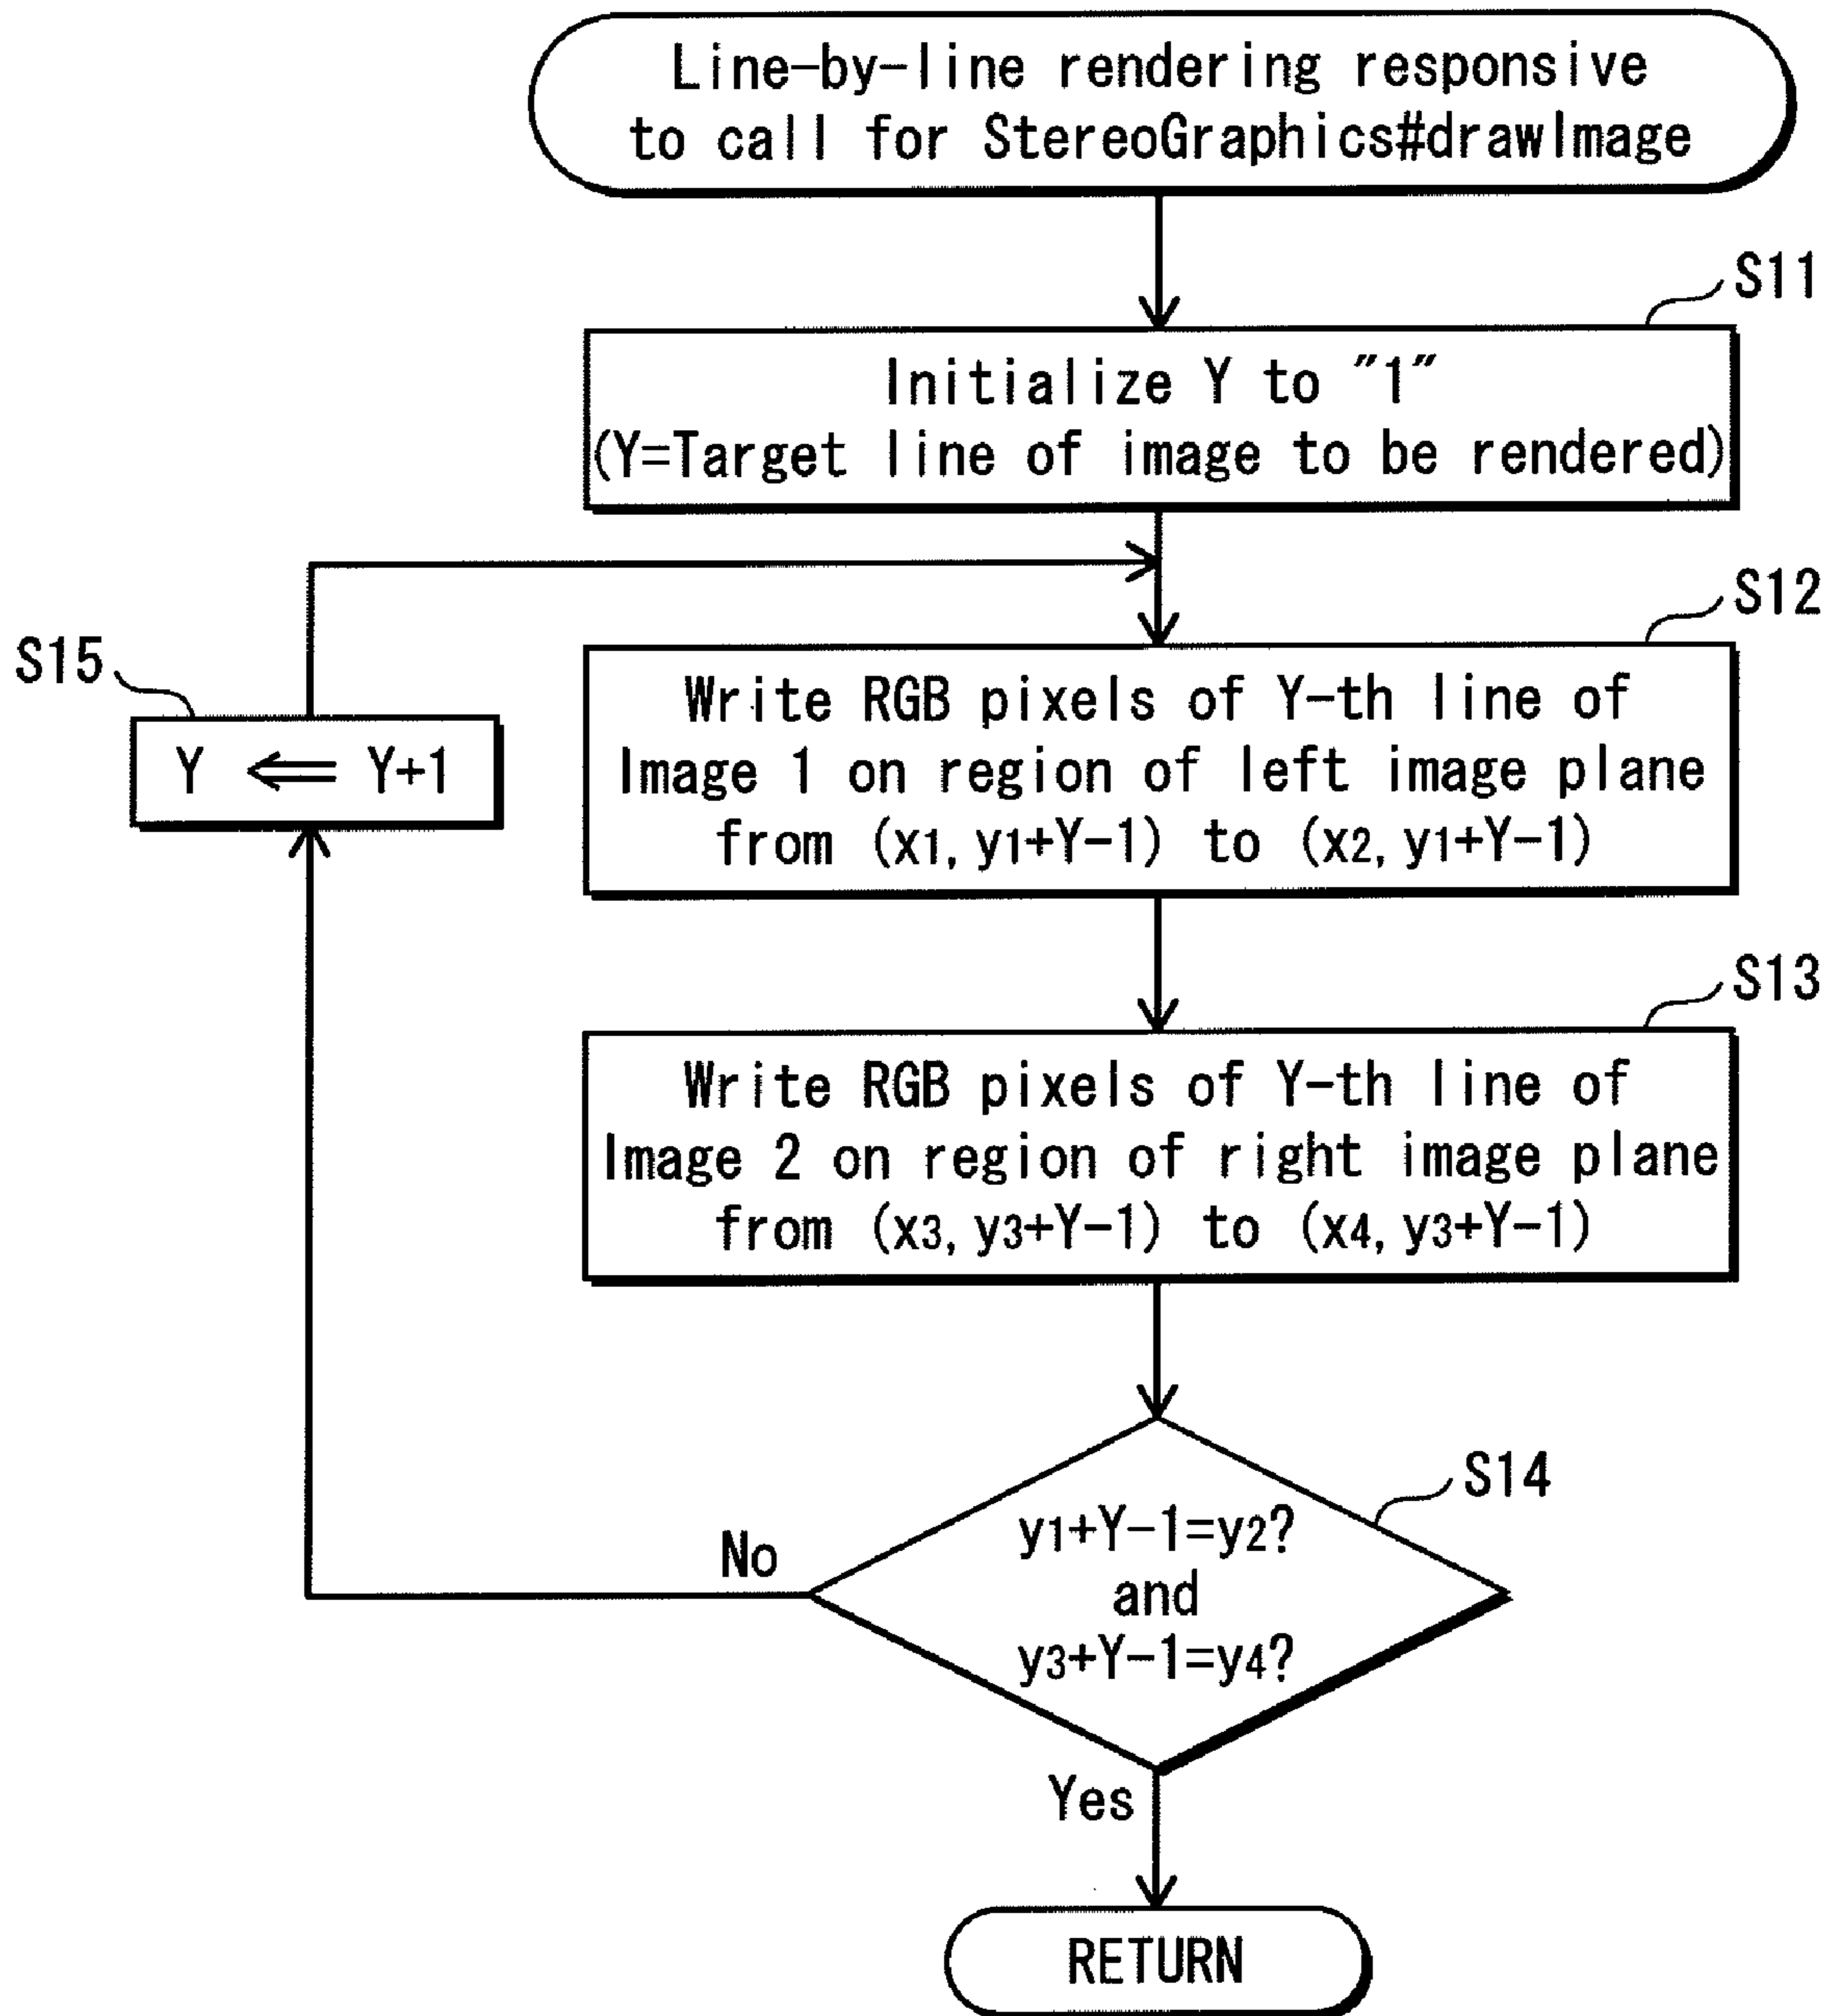 Line-by-line rendering responsive
to call for StereoGraphics#drawImage
S11
Initialize Y to "1"
(Y=Target line of image to be rendered)
S12
Write RGB pixels of Y-th line of
Image 1 on region of left image plane
from (x1, y1+Y-1) to (x2, y1+Y-1)
S15
Y ⟸ Y+1
S13
Write RGB pixels of Y-th line of
Image 2 on region of right image plane
from (x3, y3+Y-1) to (x4, y3+Y-1)
S14
y1+Y-1=y2?
and
y3+Y-1=y4?
No
Yes
RETURN